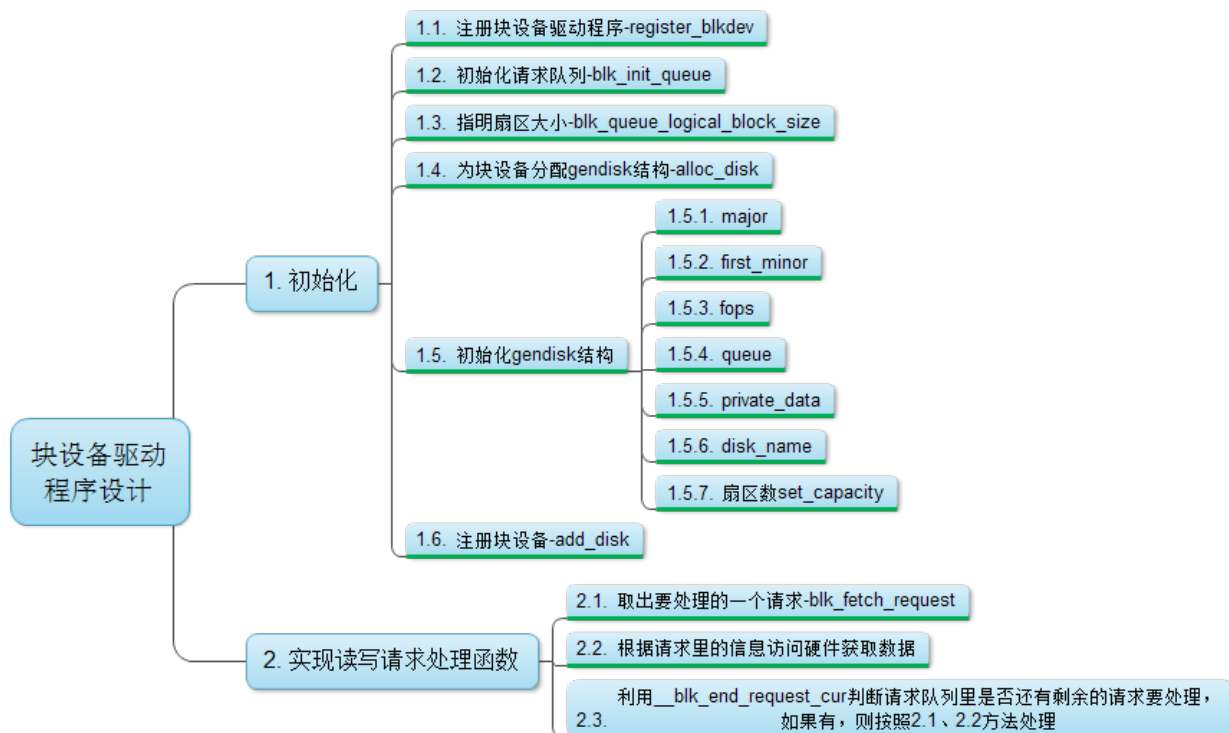 块设备驱动
程序设计
1. 初始化
1.1. 注册块设备驱动程序-register_blkdev
1.2. 初始化请求队列-blk_init_queue
1.3. 指明扇区大小-blk_queue_logical_block_size
1.4. 为块设备分配gendisk结构-alloc_disk
1.5. 初始化gendisk结构
1.5.1. major
1.5.2. first_minor
1.5.3. fops
1.5.4. queue
1.5.5. private_data
1.5.6. disk_name
1.5.7. 扇区数set_capacity
1.6. 注册块设备-add_disk
2. 实现读写请求处理函数
2.1. 取出要处理的一个请求-blk_fetch_request
2.2. 根据请求里的信息访问硬件获取数据
2.3. 利用__blk_end_request_cur判断请求队列里是否还有剩余的请求要处理，
如果有，则按照2.1、2.2方法处理